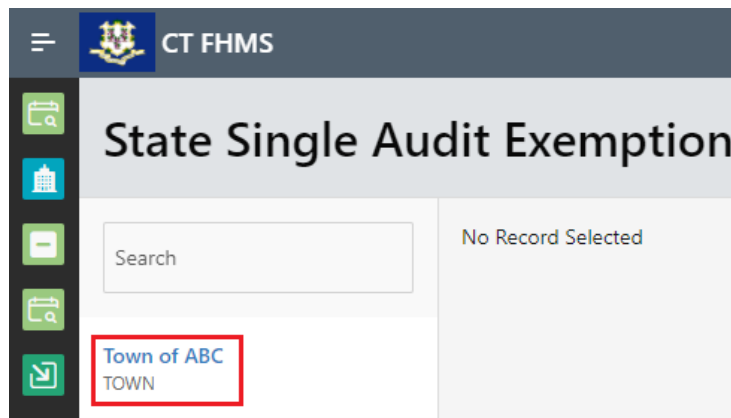 CT FHMS
State Single Audit Exemption
Search
No Record Selected
Town of ABC
TOWN